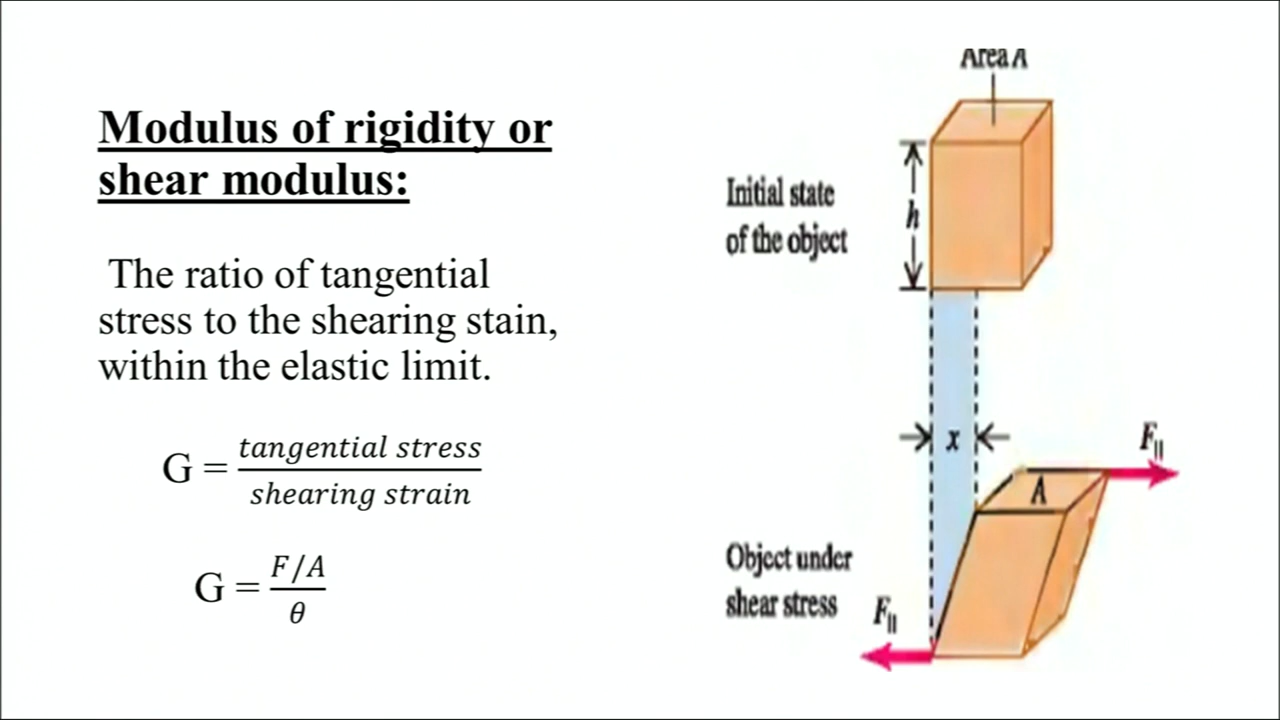 Modulus of rigidity or
shear modulus:
The ratio of tangential
stress to the shearing stain,
within the elastic limit.
G = tangential stress / shearing strain
G = F/A / θ
Area A
Initial state
of the object
h
x
F||
A
Object under
shear stress
F||